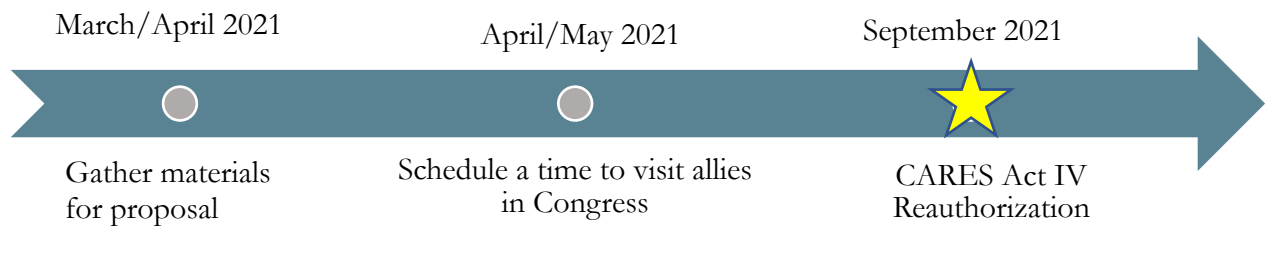 March/April 2021
April/May 2021
September 2021
Gather materials
for proposal
Schedule a time to visit allies
in Congress
CARES Act IV
Reauthorization